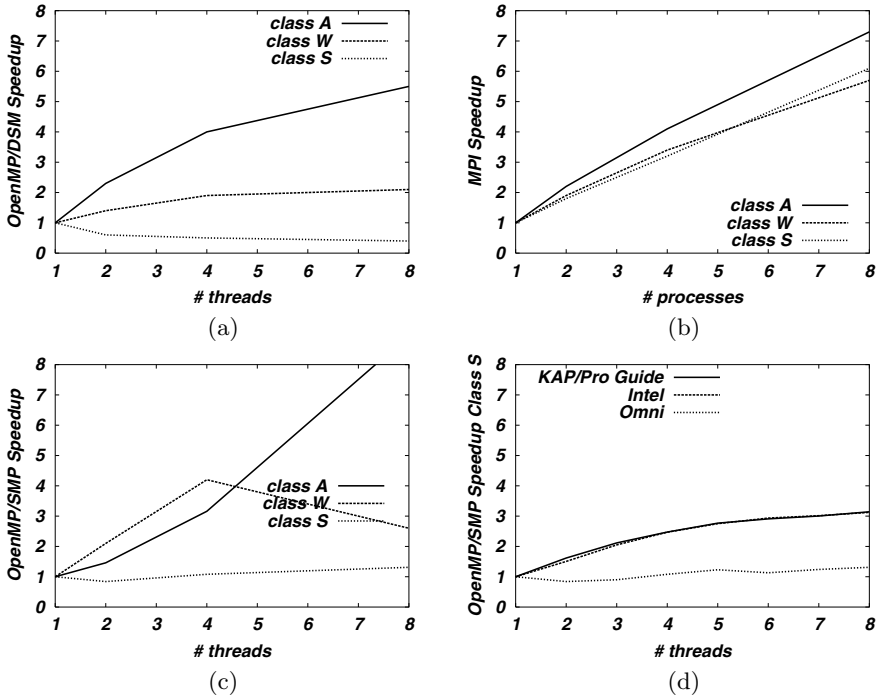 8
7
6
5
4
3
2
1
0
OpenMP/DSM Speedup
class A
class W
class S
1 2 3 4 5 6 7 8
# threads
(a)
8
7
6
5
4
3
2
1
0
MPI Speedup
class A
class W
class S
1 2 3 4 5 6 7 8
# processes
(b)
8
7
6
5
4
3
2
1
0
OpenMP/SMP Speedup
class A
class W
class S
1 2 3 4 5 6 7 8
# threads
(c)
8
7
6
5
4
3
2
1
0
OpenMP/SMP Speedup Class S
KAP/Pro Guide
Intel
Omni
1 2 3 4 5 6 7 8
# threads
(d)